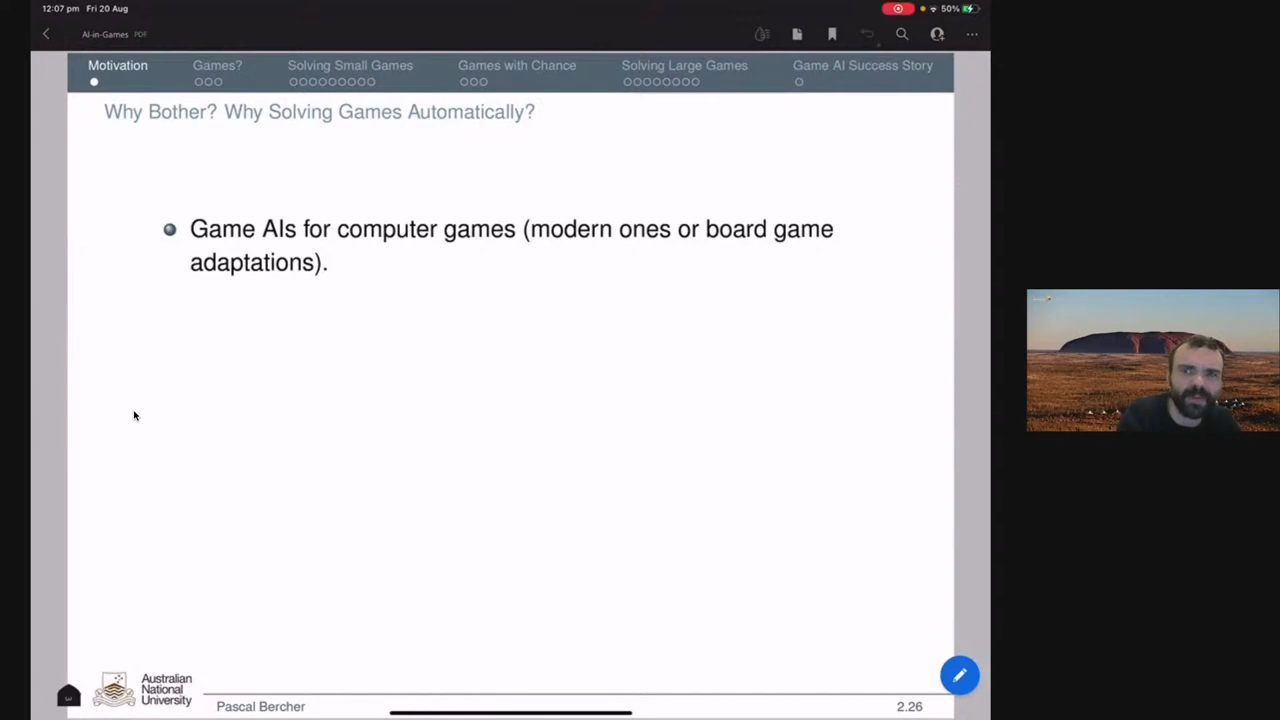 12:07 pm Fri 20 Aug
50%
AI-in-Games PDF
Motivation Games? Solving Small Games Games with Chance Solving Large Games Game AI Success Story
Why Bother? Why Solving Games Automatically?
Game AIs for computer games (modern ones or board game
adaptations).
Australian
National
University
Pascal Bercher
2.26